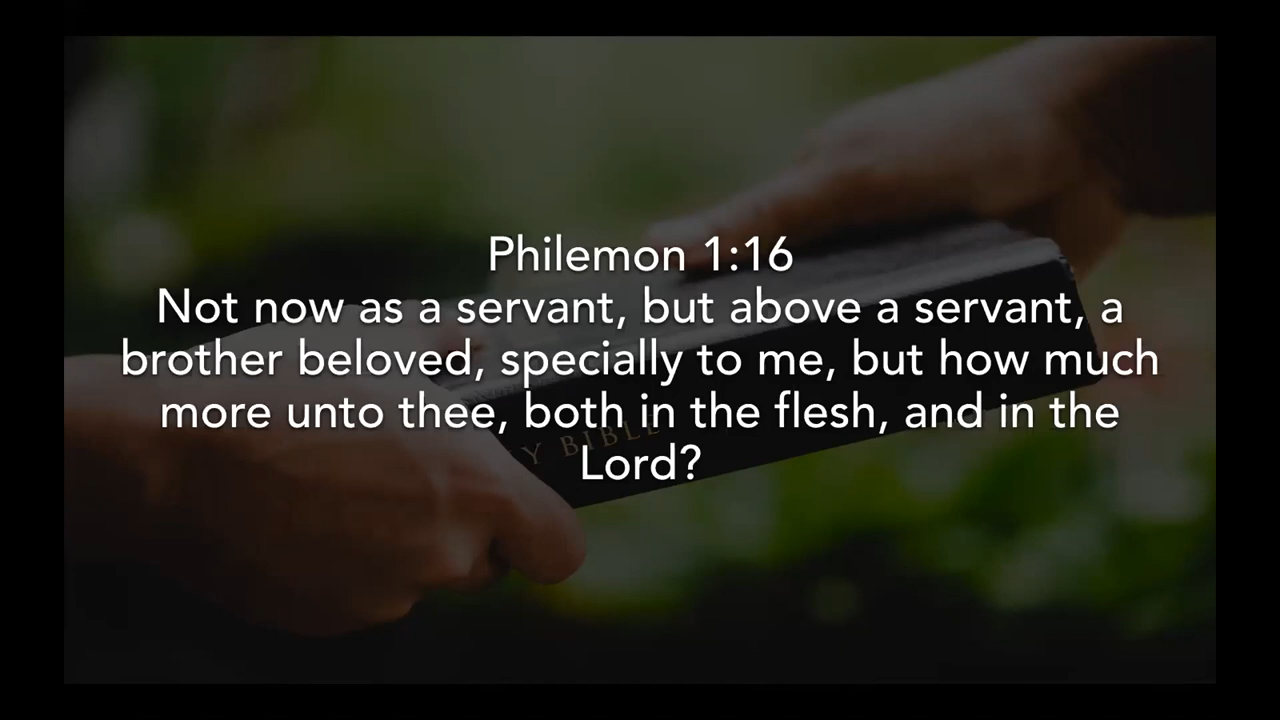 Philemon 1:16
Not now as a servant, but above a servant, a
brother beloved, specially to me, but how much
more unto thee, both in the flesh, and in the
Lord?
Y BIBLE